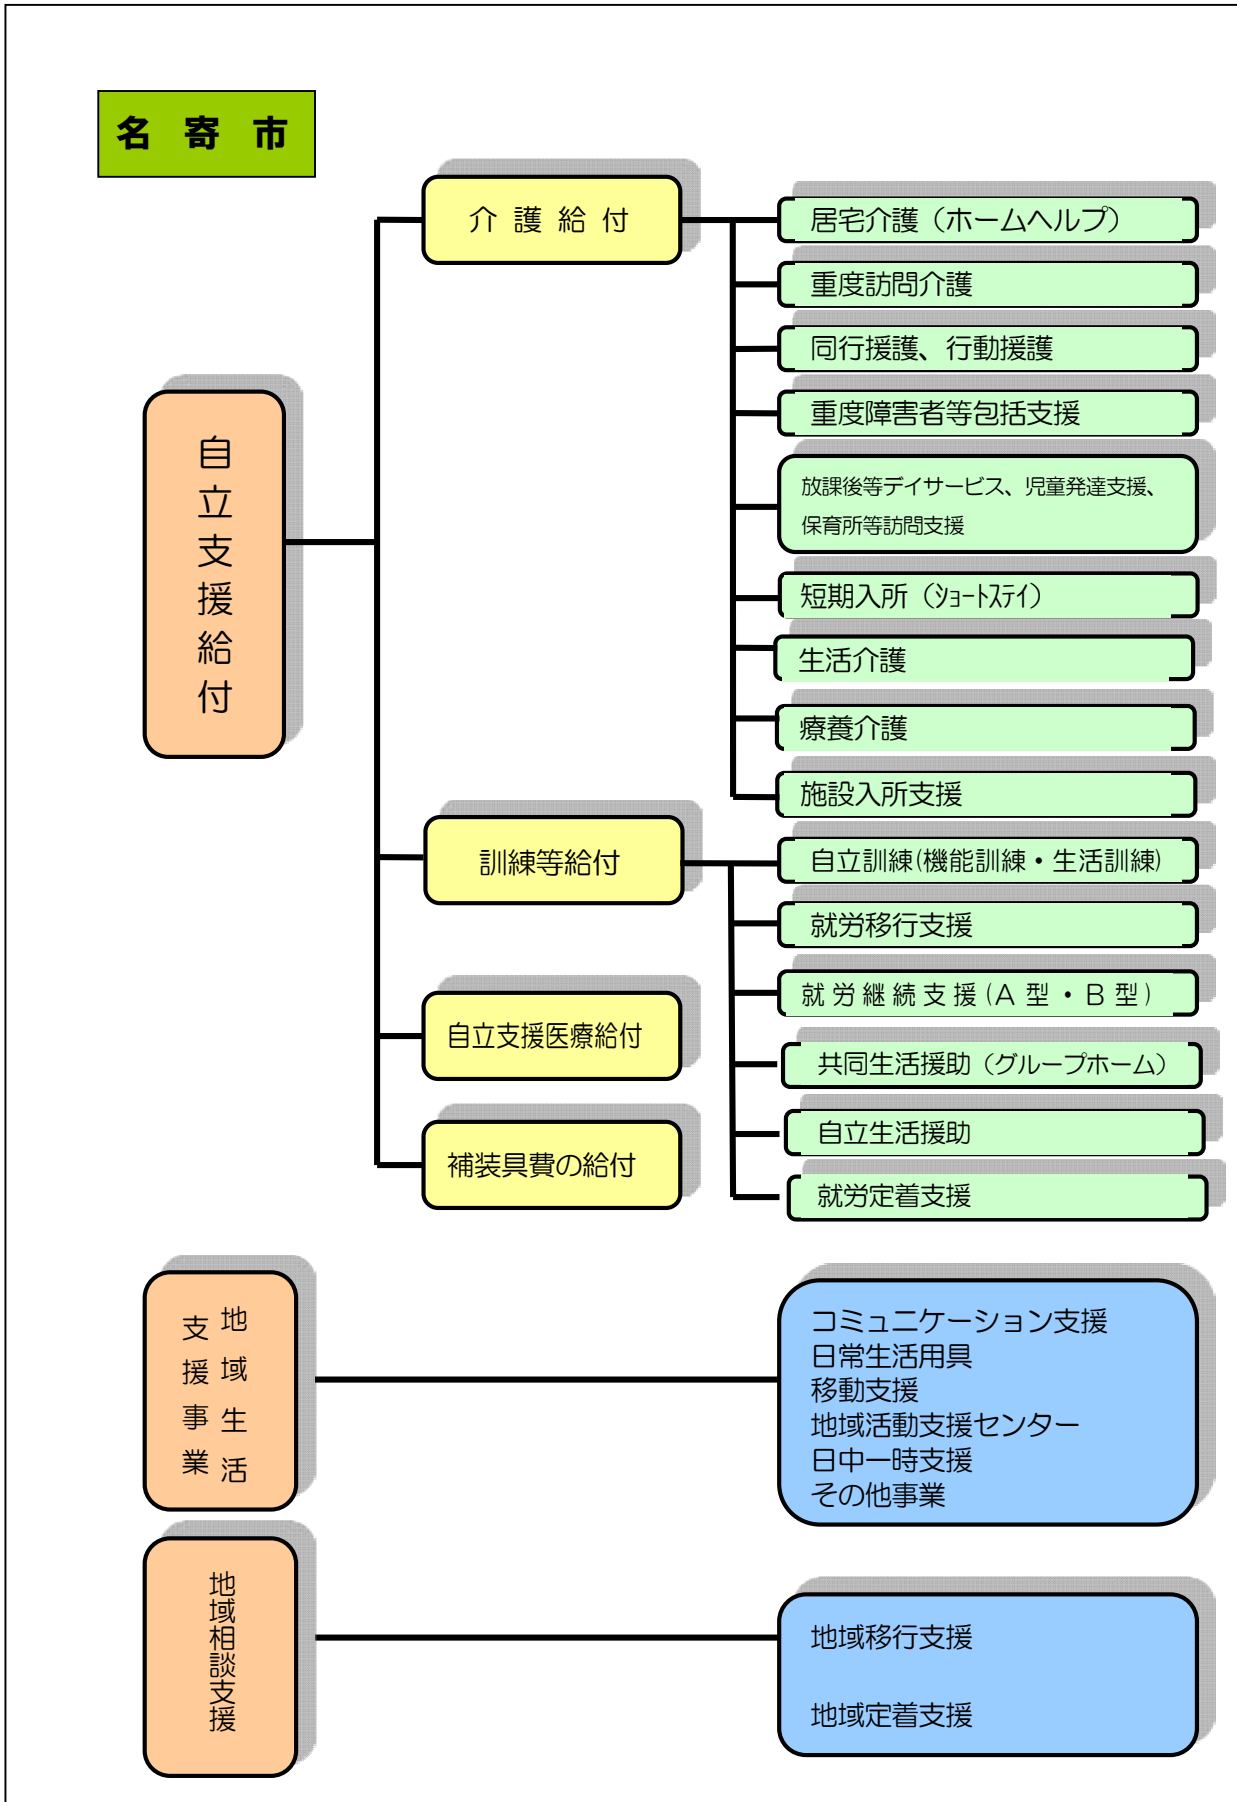 名寄市
自立支援給付
介護給付
居宅介護（ホームヘルプ）
重度訪問介護
同行援護、行動援護
重度障害者等包括支援
放課後等デイサービス、児童発達支援、
保育所等訪問支援
短期入所（ｼｮｰﾄｽﾃｲ）
生活介護
療養介護
施設入所支援
訓練等給付
自立訓練(機能訓練・生活訓練)
就労移行支援
就労継続支援(A型・B型)
共同生活援助（グループホーム）
自立生活援助
就労定着支援
自立支援医療給付
補装具費の給付
地域生活
支援事業
コミュニケーション支援
日常生活用具
移動支援
地域活動支援センター
日中一時支援
その他事業
地域相談支援
地域移行支援
地域定着支援